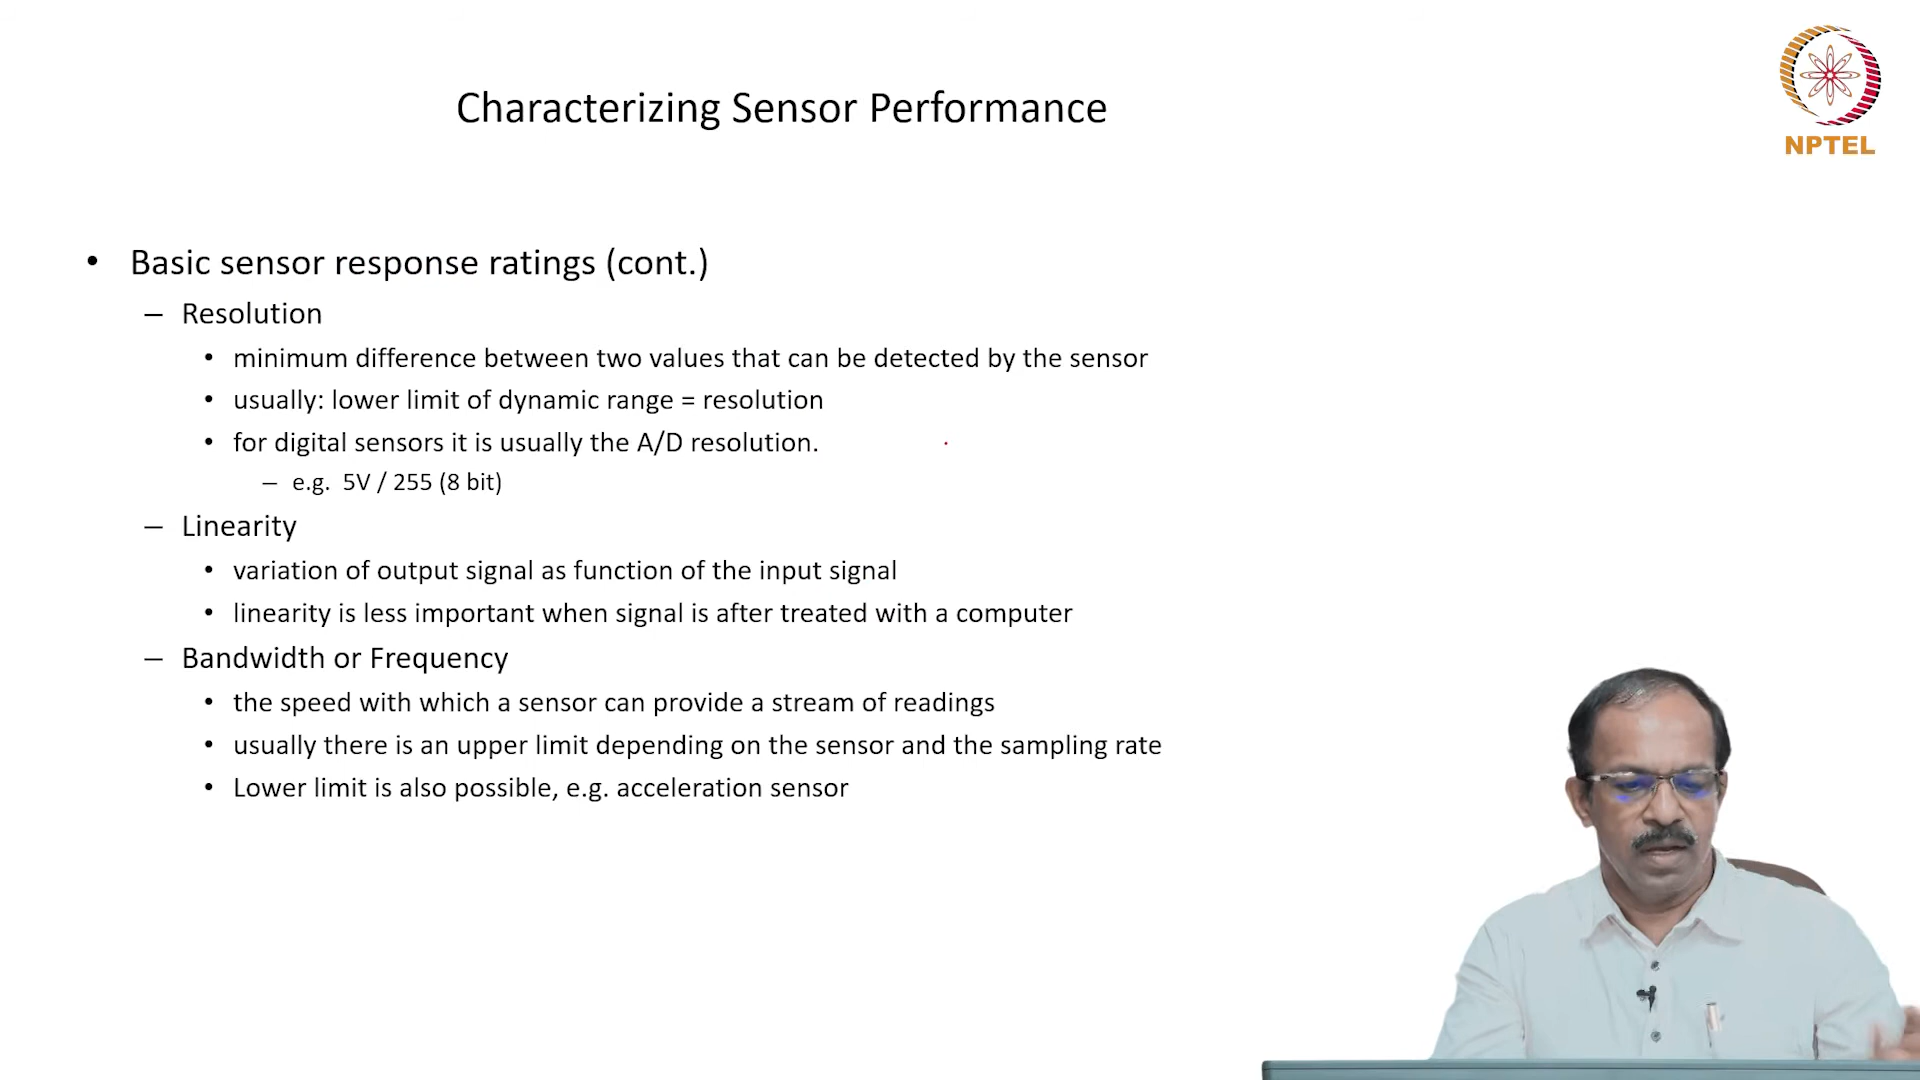 Characterizing Sensor Performance
NPTEL
• Basic sensor response ratings (cont.)
– Resolution
• minimum difference between two values that can be detected by the sensor
• usually: lower limit of dynamic range = resolution
• for digital sensors it is usually the A/D resolution.
– e.g. 5V / 255 (8 bit)
– Linearity
• variation of output signal as function of the input signal
• linearity is less important when signal is after treated with a computer
– Bandwidth or Frequency
• the speed with which a sensor can provide a stream of readings
• usually there is an upper limit depending on the sensor and the sampling rate
• Lower limit is also possible, e.g. acceleration sensor